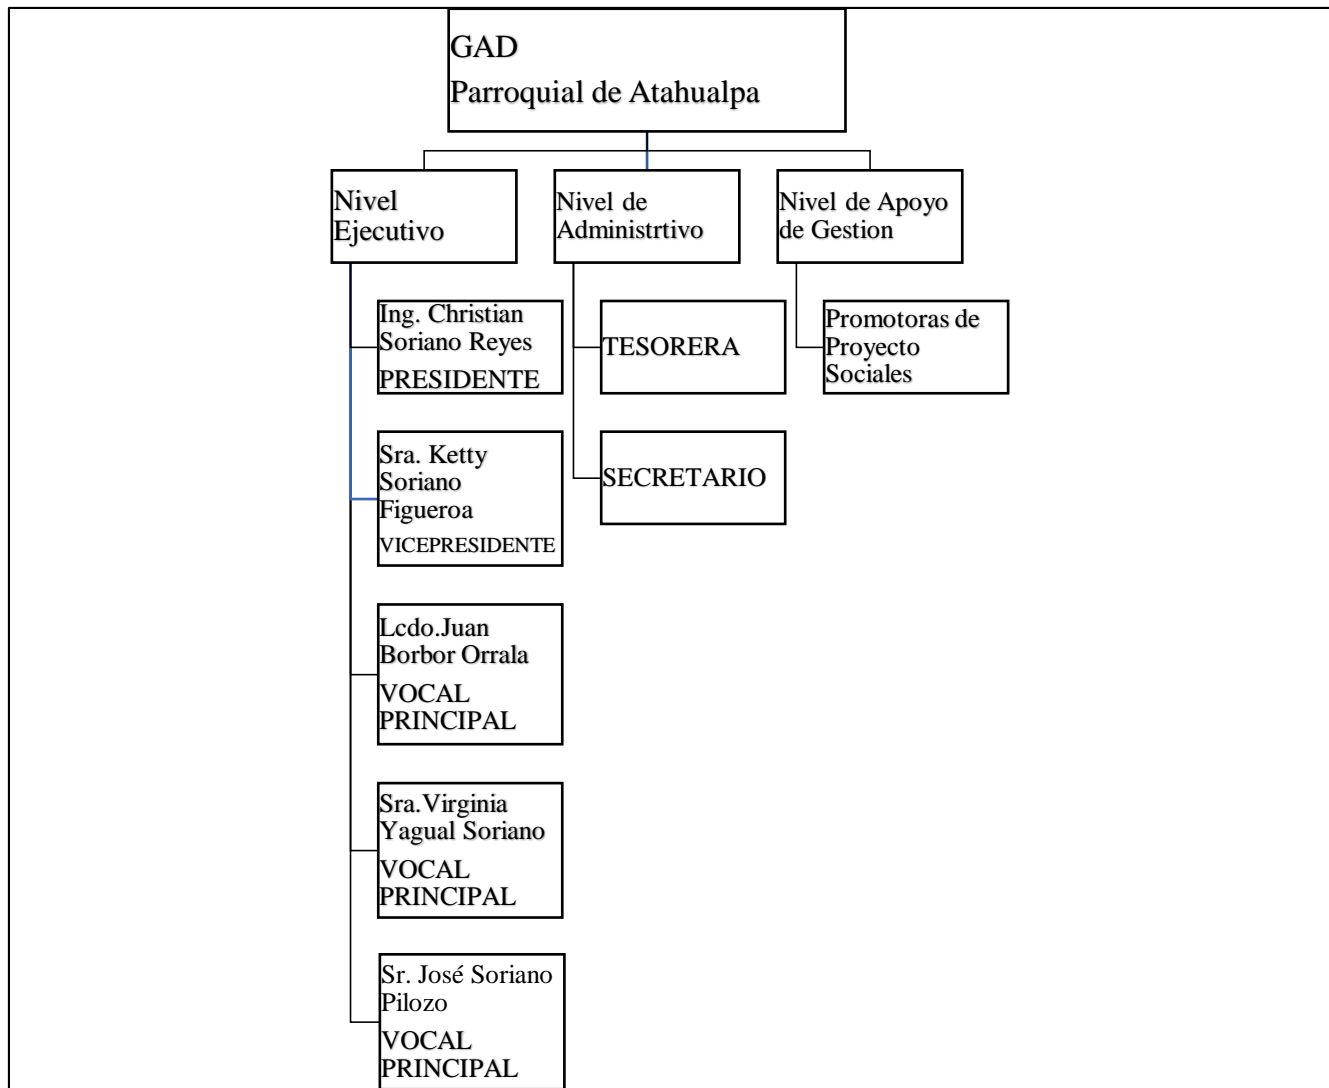 GAD
Parroquial de Atahualpa
Nivel
Ejecutivo
Nivel de
Administrtivo
Nivel de Apoyo
de Gestion
Ing. Christian
Soriano Reyes
PRESIDENTE
TESORERA
Promotoras de
Proyecto
Sociales
Sra. Ketty
Soriano
Figueroa
VICEPRESIDENTE
SECRETARIO
Lcdo.Juan
Borbor Orrala
VOCAL
PRINCIPAL
Sra.Virginia
Yagual Soriano
VOCAL
PRINCIPAL
Sr. José Soriano
Pilozo
VOCAL
PRINCIPAL